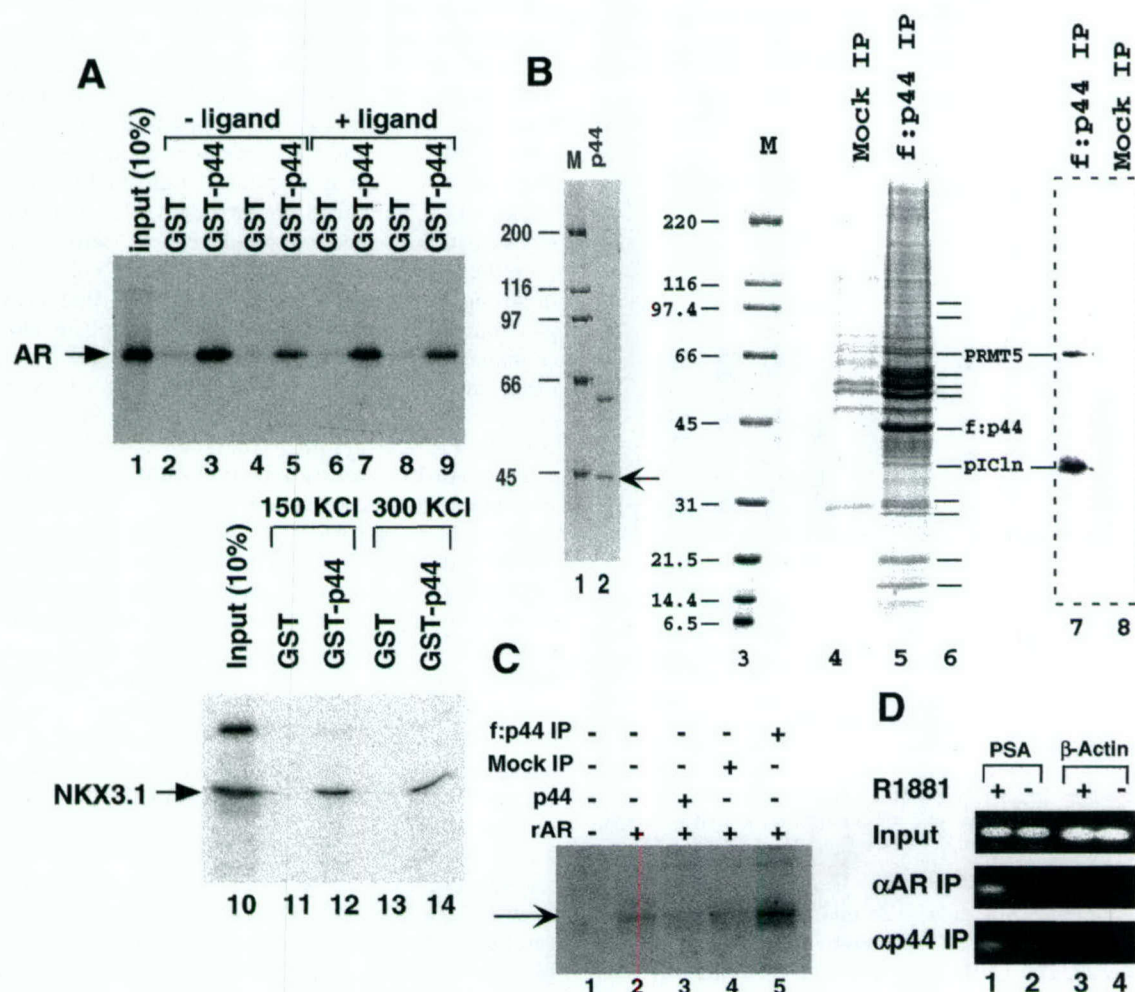 A
- ligand + ligand
input (10%) GST GST-p44 GST GST-p44 GST GST-p44 GST GST-p44
AR
1 2 3 4 5 6 7 8 9
150 KCl 300 KCl
Input (10%) GST GST-p44 GST GST-p44
NKX3.1
10 11 12 13 14
B
M p44
200
116
97
66
45
1 2
M Mock IP f:p44 IP f:p44 IP Mock IP
220
116
97.4
66
45
31
21.5
14.4
6.5
PRMT5
f:p44
pICln
3 4 5 6 7 8
C
f:p44 IP - - - - +
Mock IP - - - + -
p44 - - + - -
rAR - + + + +
1 2 3 4 5
D
PSA β-Actin
R1881 + - + -
Input
αAR IP
αp44 IP
1 2 3 4